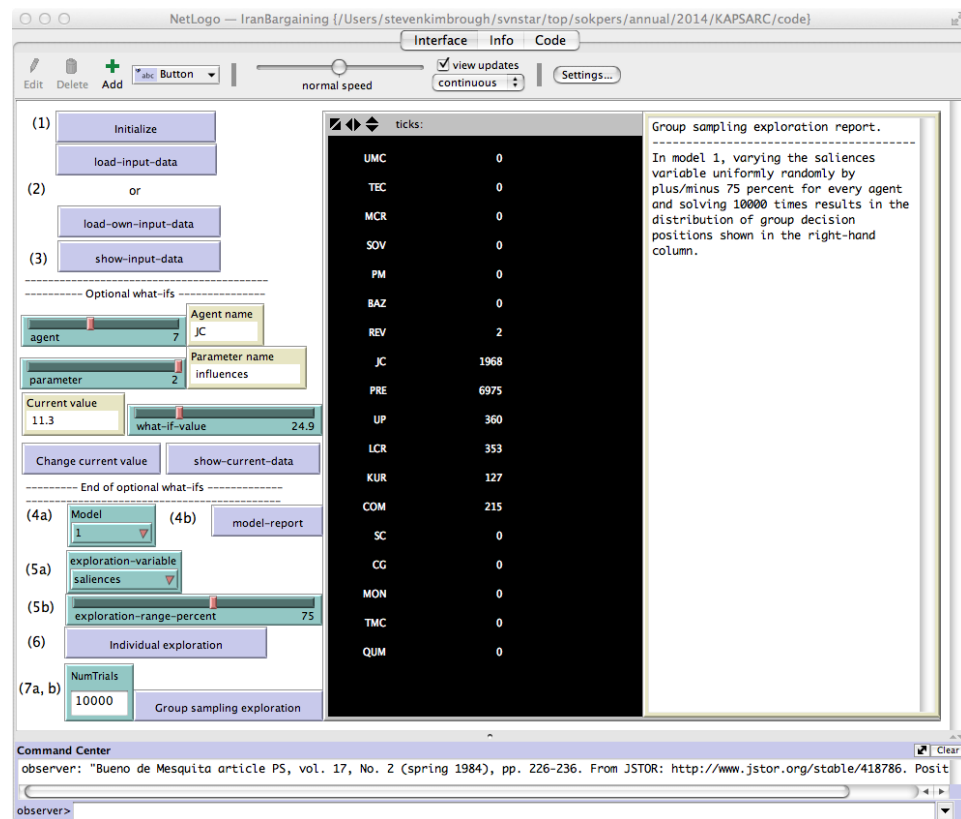 NetLogo — IranBargaining {/Users/stevenkimbrough/svnstar/top/sokpers/annual/2014/KAPSARC/code}
Interface Info Code
Edit Delete Add
abc Button
normal speed
view updates
continuous
Settings...
(1) Initialize
load-input-data
(2) or
load-own-input-data
(3) show-input-data
------------------------------------------
---------- Optional what-ifs ---------------
agent 7
Agent name
JC
parameter 2
Parameter name
influences
Current value
11.3
what-if-value 24.9
Change current value
show-current-data
--------- End of optional what-ifs -------------
--------------------------------------------
(4a) Model
1
(4b) model-report
(5a) exploration-variable
saliences
(5b) exploration-range-percent 75
(6) Individual exploration
(7a, b) NumTrials
10000
Group sampling exploration
ticks:
UMC 0
TEC 0
MCR 0
SOV 0
PM 0
BAZ 0
REV 2
JC 1968
PRE 6975
UP 360
LCR 353
KUR 127
COM 215
SC 0
CG 0
MON 0
TMC 0
QUM 0
Group sampling exploration report.
----------------------------------------
In model 1, varying the saliences
variable uniformly randomly by
plus/minus 75 percent for every agent
and solving 10000 times results in the
distribution of group decision
positions shown in the right-hand
column.
Command Center
Clear
observer: "Bueno de Mesquita article PS, vol. 17, No. 2 (spring 1984), pp. 226-236. From JSTOR: http://www.jstor.org/stable/418786. Posit
observer>